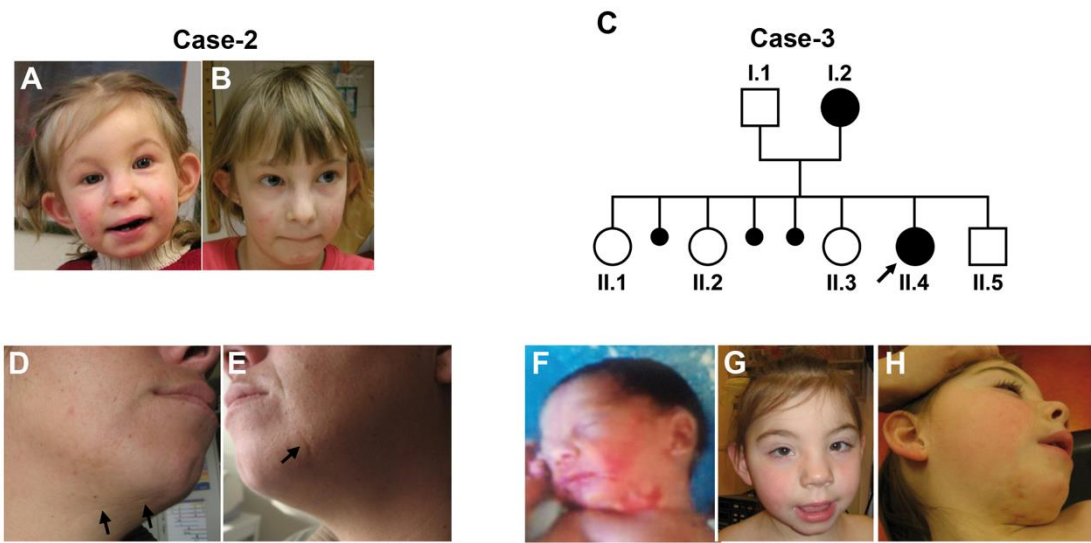 Case-2
A
B
C
Case-3
I.1
I.2
II.1
II.2
II.3
II.4
II.5
D
E
F
G
H